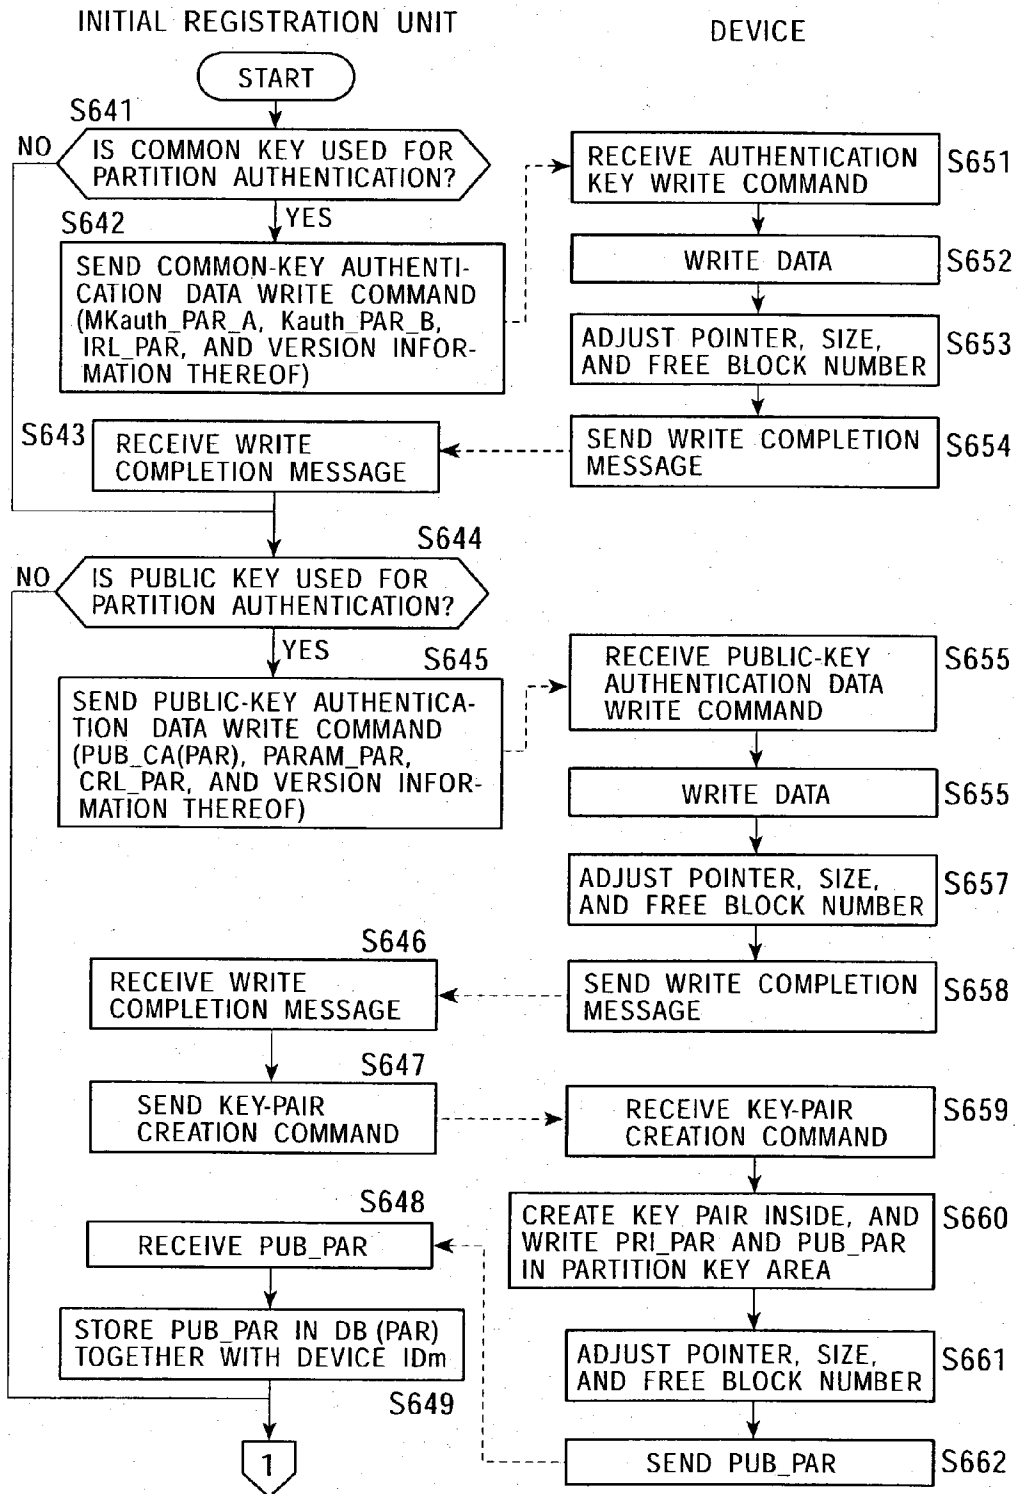 INITIAL REGISTRATION UNIT
DEVICE
START
S641
NO
IS COMMON KEY USED FOR
PARTITION AUTHENTICATION?
YES
S642
SEND COMMON-KEY AUTHENTI-
CATION DATA WRITE COMMAND
(MKauth_PAR_A, Kauth_PAR_B,
IRL_PAR, AND VERSION INFOR-
MATION THEREOF)
RECEIVE AUTHENTICATION
KEY WRITE COMMAND
S651
WRITE DATA
S652
ADJUST POINTER, SIZE,
AND FREE BLOCK NUMBER
S653
SEND WRITE COMPLETION
MESSAGE
S654
S643
RECEIVE WRITE
COMPLETION MESSAGE
S644
NO
IS PUBLIC KEY USED FOR
PARTITION AUTHENTICATION?
YES
S645
SEND PUBLIC-KEY AUTHENTICA-
TION DATA WRITE COMMAND
(PUB_CA(PAR), PARAM_PAR,
CRL_PAR, AND VERSION INFOR-
MATION THEREOF)
RECEIVE PUBLIC-KEY
AUTHENTICATION DATA
WRITE COMMAND
S655
WRITE DATA
S655
ADJUST POINTER, SIZE,
AND FREE BLOCK NUMBER
S657
SEND WRITE COMPLETION
MESSAGE
S658
S646
RECEIVE WRITE
COMPLETION MESSAGE
S647
SEND KEY-PAIR
CREATION COMMAND
RECEIVE KEY-PAIR
CREATION COMMAND
S659
CREATE KEY PAIR INSIDE, AND
WRITE PRI_PAR AND PUB_PAR
IN PARTITION KEY AREA
S660
ADJUST POINTER, SIZE,
AND FREE BLOCK NUMBER
S661
SEND PUB_PAR
S662
S648
RECEIVE PUB_PAR
STORE PUB_PAR IN DB (PAR)
TOGETHER WITH DEVICE IDm
S649
1